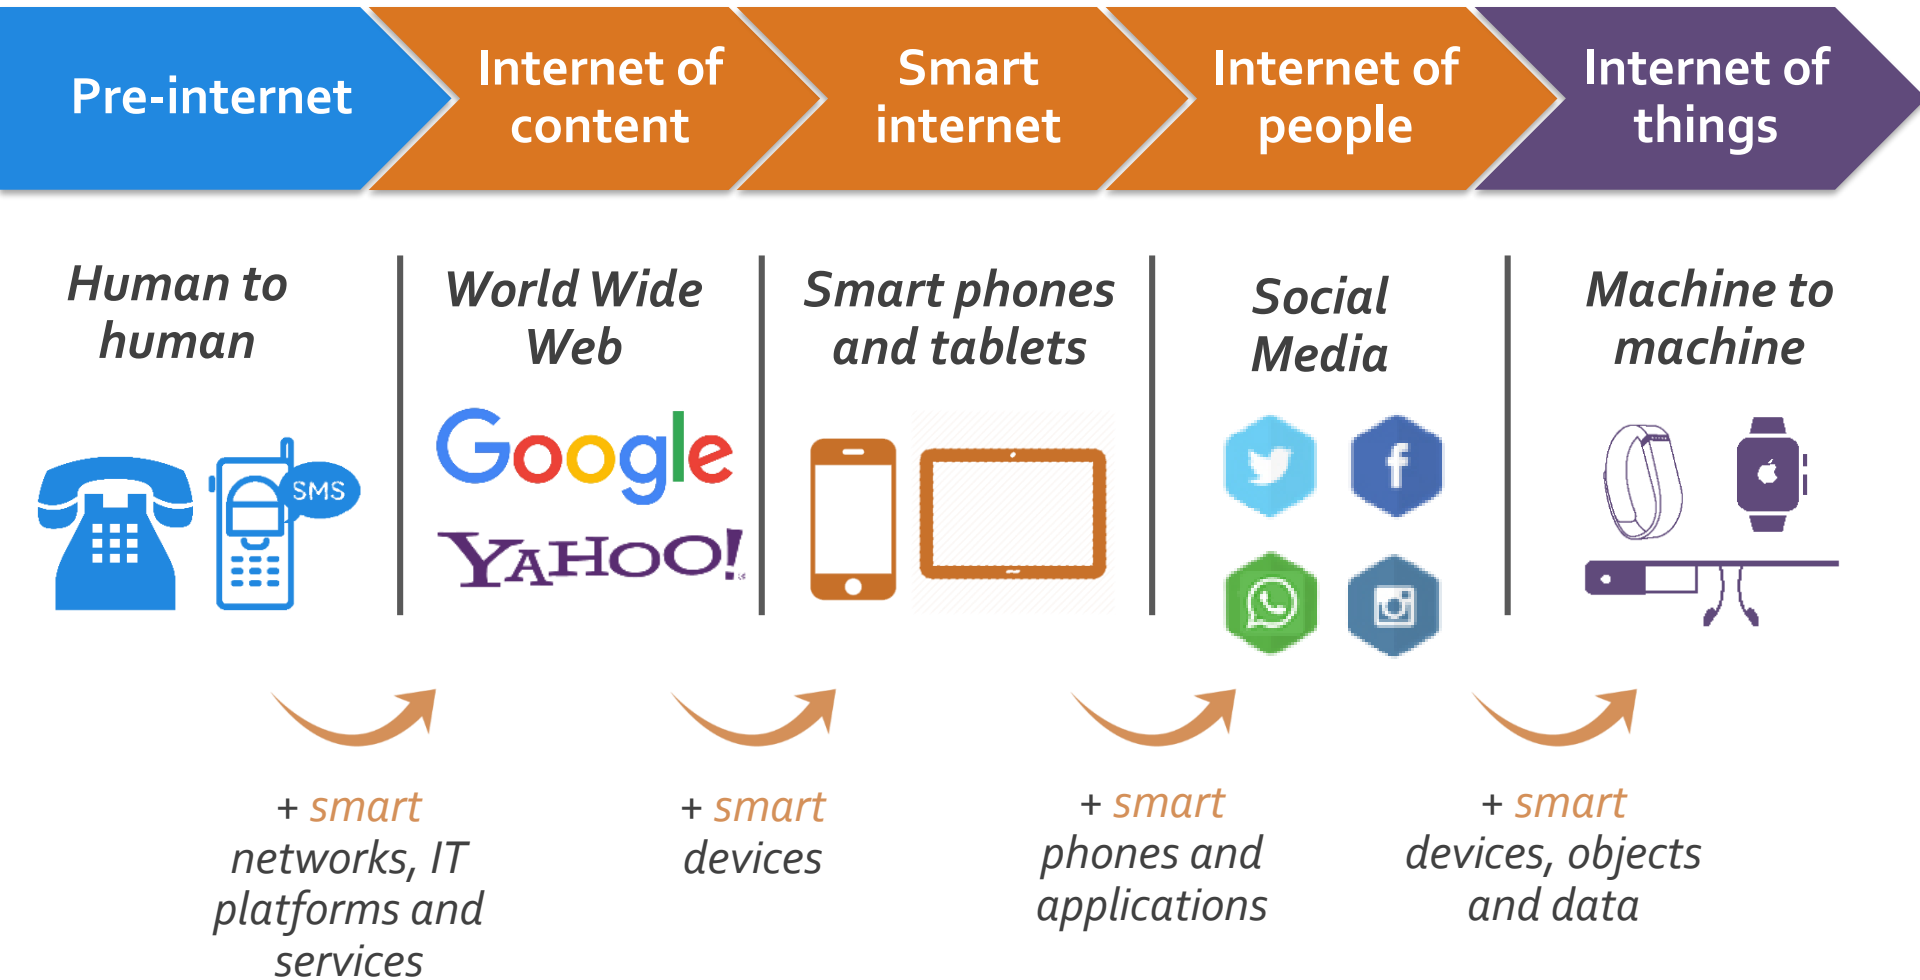 Pre-internet
Internet of
content
Smart
internet
Internet of
people
Internet of
things
Human to
human
World Wide
Web
Smart phones
and tablets
Social
Media
Machine to
machine
SMS
Google
YAHOO!
f
+ smart
networks, IT
platforms and
services
+ smart
devices
+ smart
phones and
applications
+ smart
devices, objects
and data